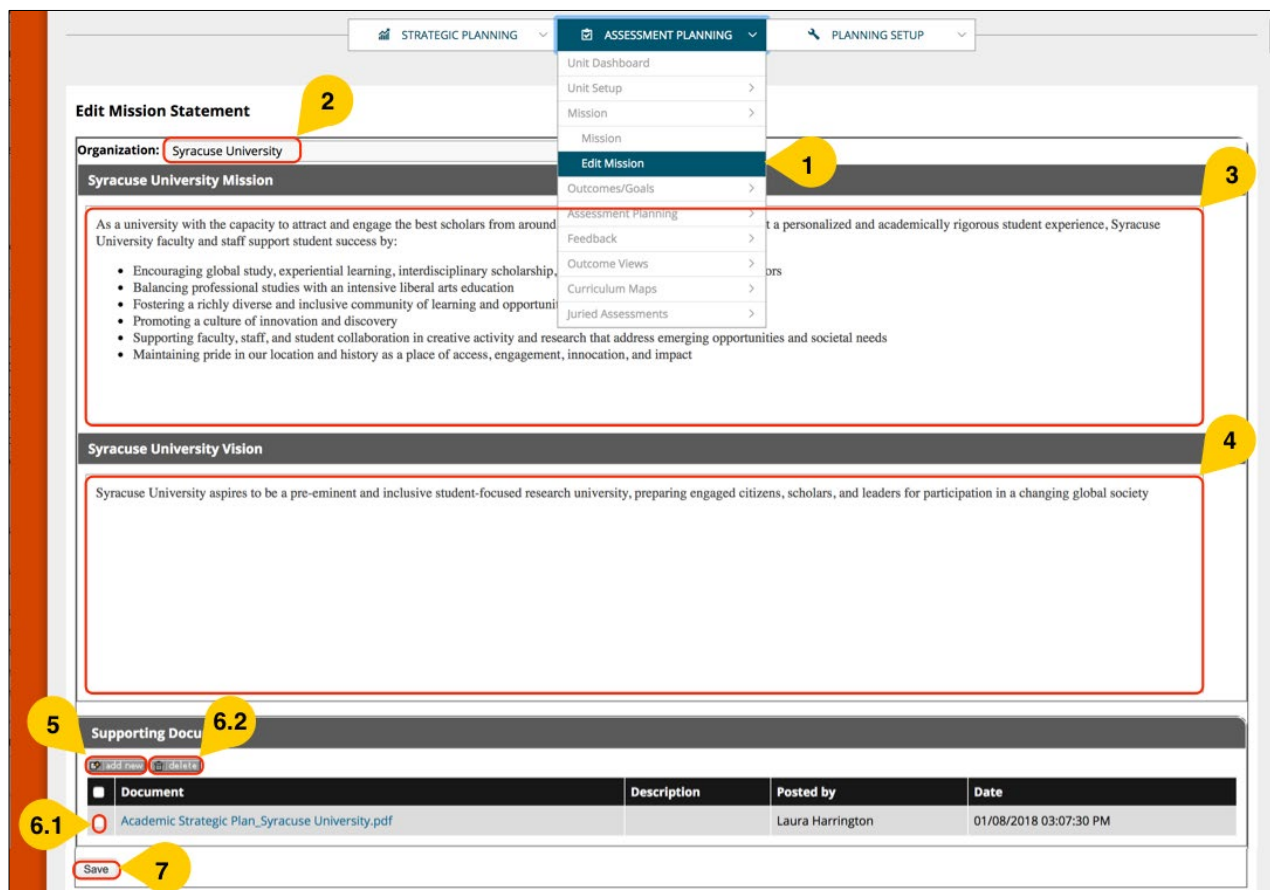 STRATEGIC PLANNING
ASSESSMENT PLANNING
PLANNING SETUP
Unit Dashboard
Unit Setup
Mission
Mission
Edit Mission
Outcomes/Goals
Assessment Planning
Feedback
Outcome Views
Curriculum Maps
Juried Assessments
1
Edit Mission Statement
2
Organization: Syracuse University
Syracuse University Mission
3
As a university with the capacity to attract and engage the best scholars from around t a personalized and academically rigorous student experience, Syracuse
University faculty and staff support student success by:
• Encouraging global study, experiential learning, interdisciplinary scholarship, ors
• Balancing professional studies with an intensive liberal arts education
• Fostering a richly diverse and inclusive community of learning and opportunit
• Promoting a culture of innovation and discovery
• Supporting faculty, staff, and student collaboration in creative activity and research that address emerging opportunities and societal needs
• Maintaining pride in our location and history as a place of access, engagement, innocation, and impact
Syracuse University Vision
4
Syracuse University aspires to be a pre-eminent and inclusive student-focused research university, preparing engaged citizens, scholars, and leaders for participation in a changing global society
5
6.2
Supporting Docu
add new delete
Document Description Posted by Date
6.1
Academic Strategic Plan_Syracuse University.pdf Laura Harrington 01/08/2018 03:07:30 PM
Save
7